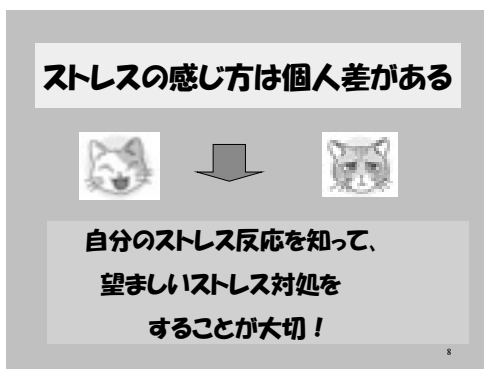 ストレスの感じ方は個人差がある
自分のストレス反応を知って、
望ましいストレス対処を
することが大切！
8